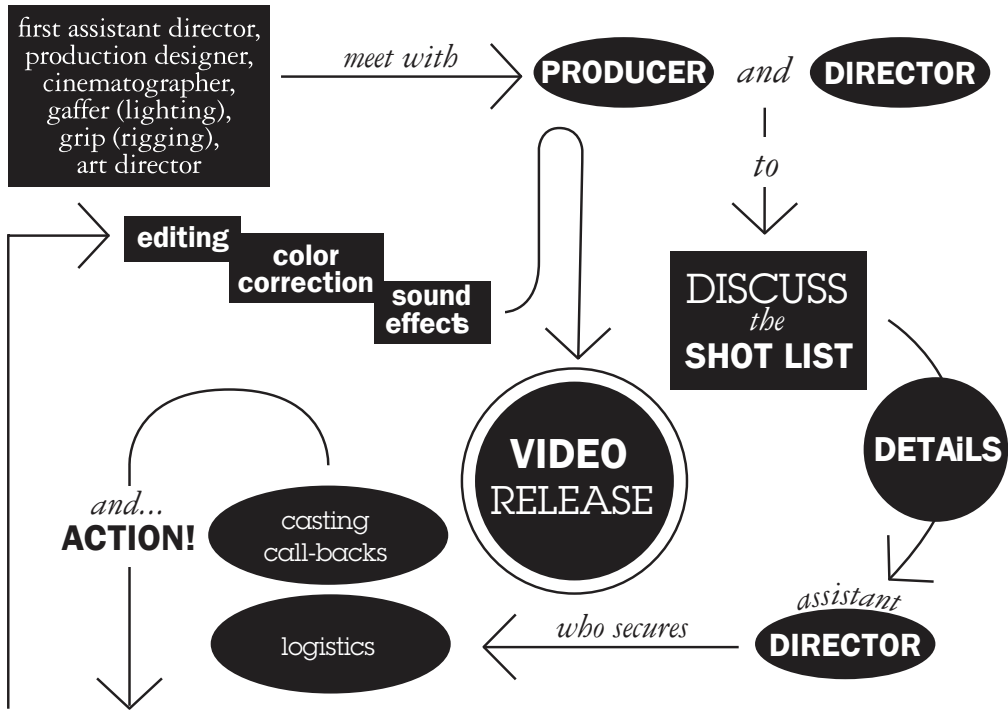 first assistant director,
production designer,
cinematographer,
gaffer (lighting),
grip (rigging),
art director
meet with
PRODUCER
and
DIRECTOR
to
DISCUSS
the
SHOT LIST
DETAiLS
assistant
DIRECTOR
who secures
casting
call-backs
logistics
and...
ACTION!
editing
color
correction
sound
effects
VIDEO
RELEASE